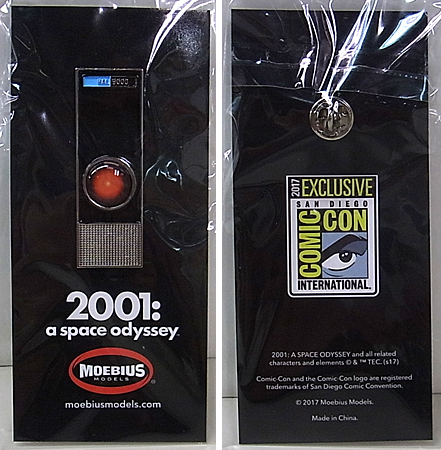 HAL 9000
2001:
a space odyssey
MOEBIUS
MODELS
moebiusmodels.com
2017 EXCLUSIVE
SAN DIEGO
COMIC CON
INTERNATIONAL®
2001: A SPACE ODYSSEY and all related
characters and elements © & ™ TEC. (s17)
Comic-Con and the Comic-Con logo are registered
trademarks of San Diego Comic Convention.
© 2017 Moebius Models.
Made in China.